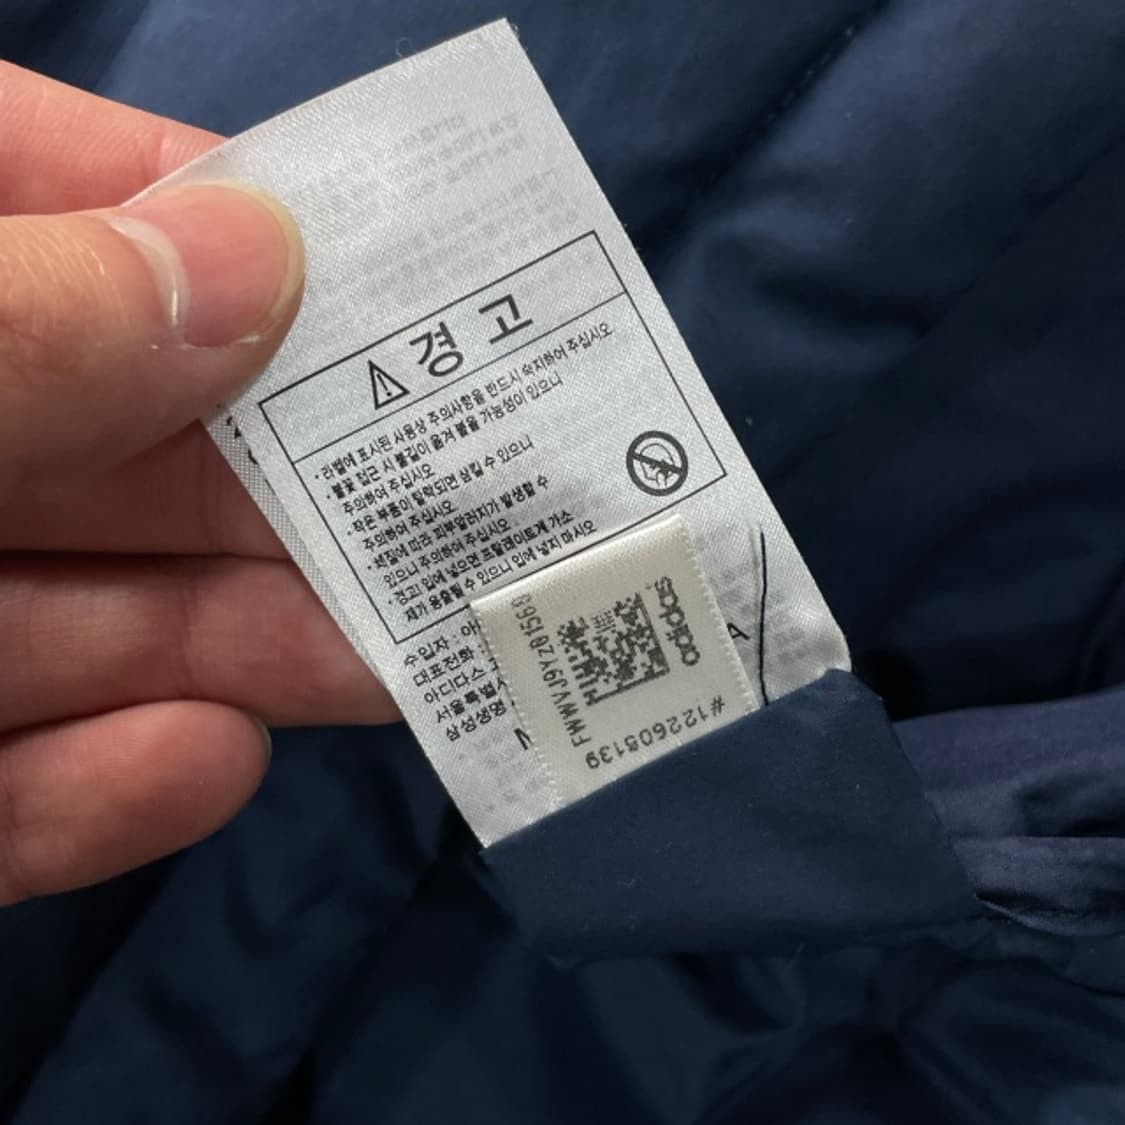 경 고
· 라벨에 표시된 사용상 주의사항을 반드시 숙지하여 주십시오
· 불꽃 접근 시 불길이 옮겨 붙을 가능성이 있으니
주의하여 주십시오
· 작은 부품이 탈락되면 삼킬 수 있으니
주의하여 주십시오
· 체질에 따라 피부알러지가 발생할 수
있으니 주의하여 주십시오
· 경고! 입에 넣으면 프탈레이트계 가소
제가 용출될 수 있으니 입에 넣지 마시오
수입자 : 아
대표전화 :
아디다스
서울특별시
삼성생명
A
adidas
FWWVJ9YZ01560
#122605139